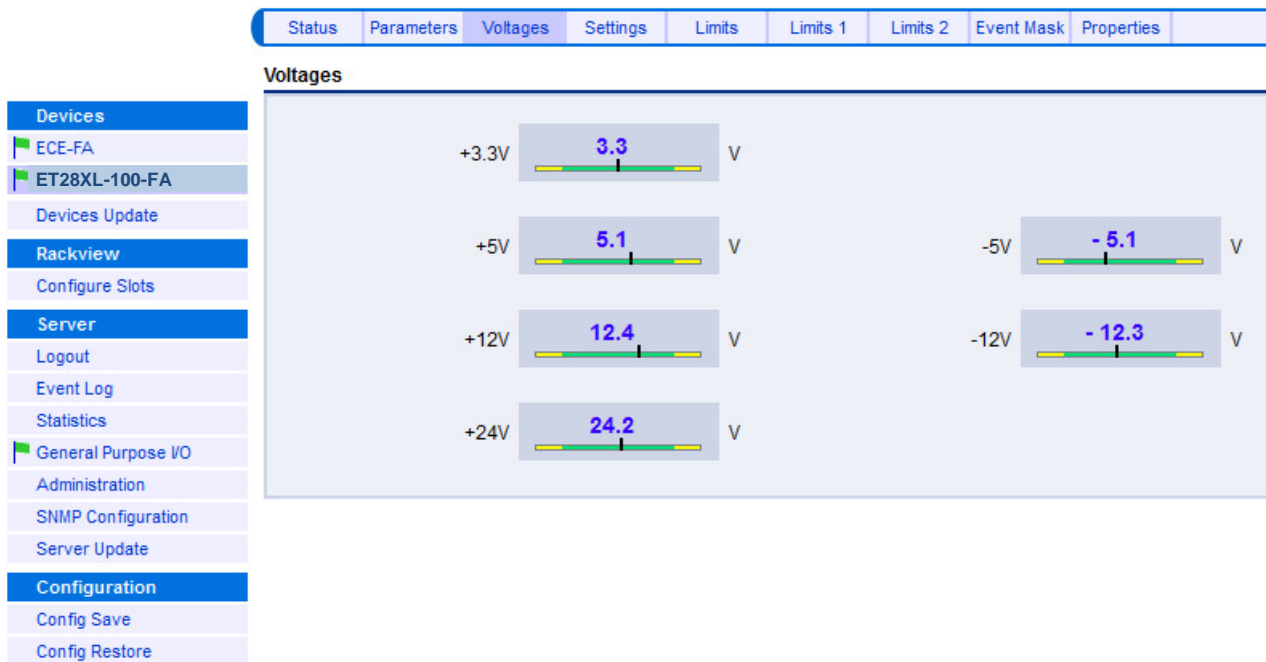 Status Parameters Voltages Settings Limits Limits 1 Limits 2 Event Mask Properties
Voltages
Devices
ECE-FA
ET28XL-100-FA
Devices Update
Rackview
Configure Slots
Server
Logout
Event Log
Statistics
General Purpose I/O
Administration
SNMP Configuration
Server Update
Configuration
Config Save
Config Restore
+3.3V 3.3 V
+5V 5.1 V -5V - 5.1 V
+12V 12.4 V -12V - 12.3 V
+24V 24.2 V